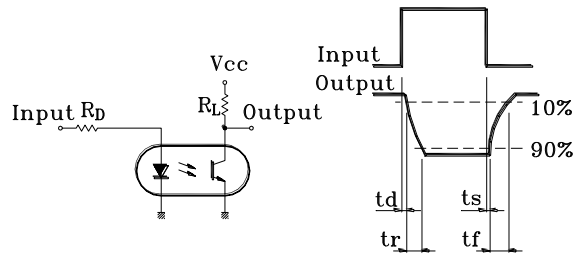 Vcc
Input RD
RL Output
Input
Output
10%
90%
td ts
tr tf